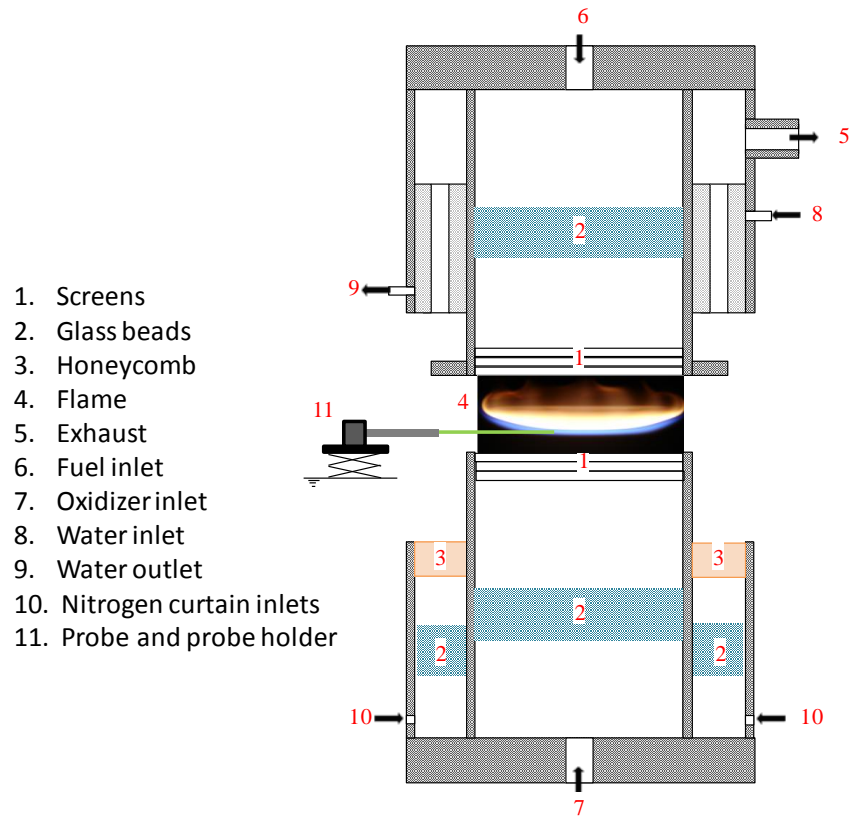 6
5
2
8
9
1. Screens
2. Glass beads
3. Honeycomb
4. Flame
5. Exhaust
6. Fuel inlet
7. Oxidizer inlet
8. Water inlet
9. Water outlet
10. Nitrogen curtain inlets
11. Probe and probe holder
1
11
4
1
3
3
2
2
2
10
10
7